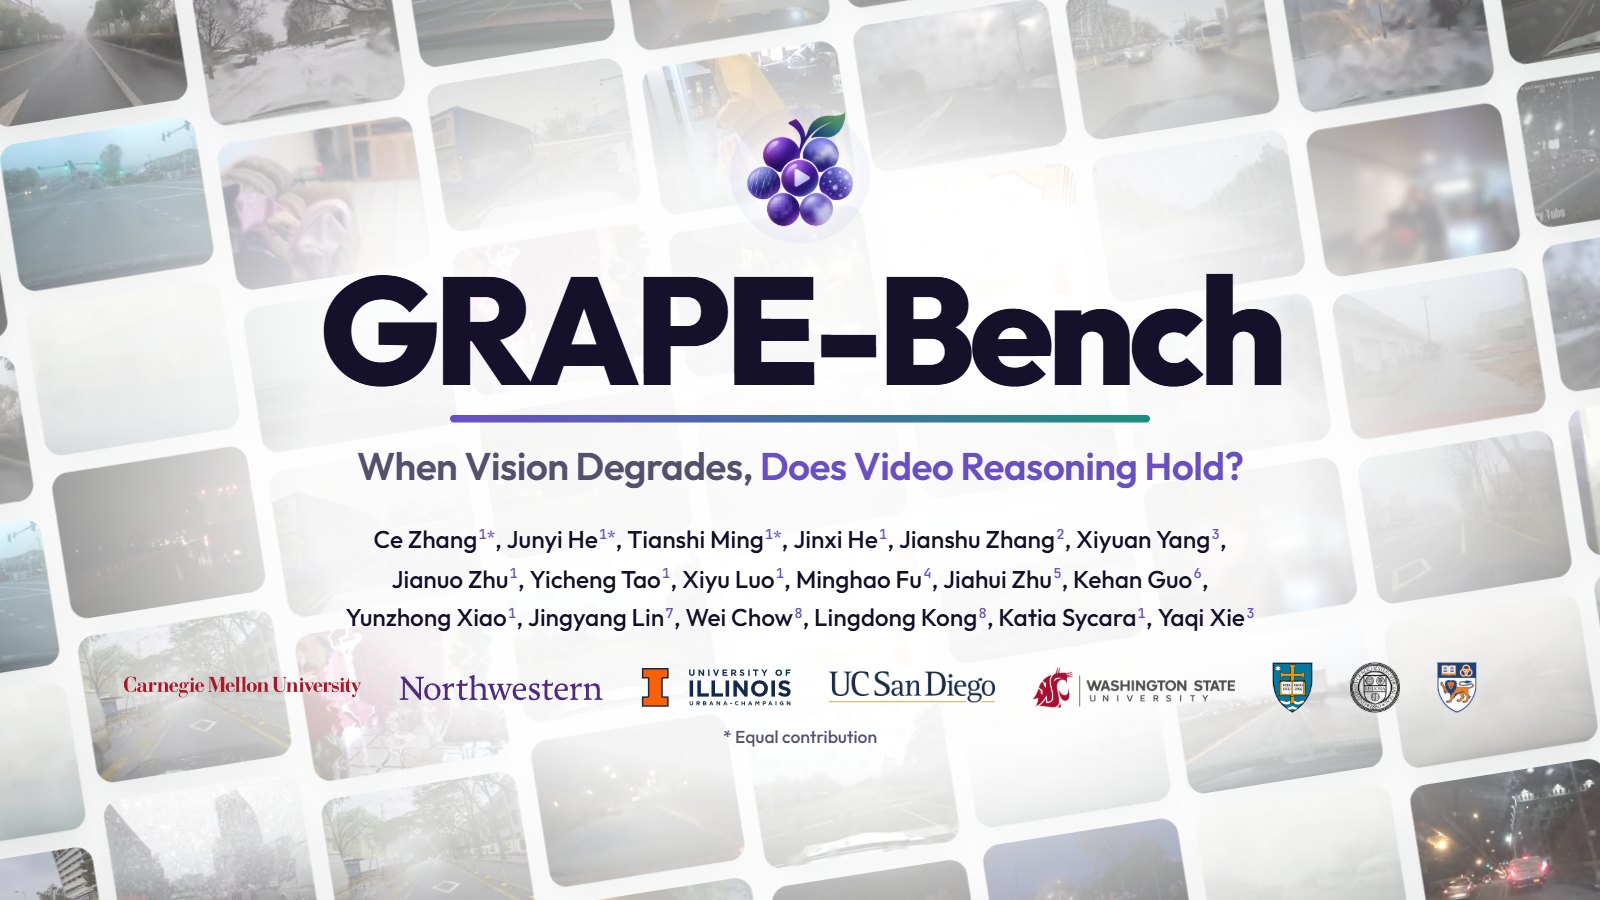 GRAPE-Bench
When Vision Degrades, Does Video Reasoning Hold?
Ce Zhang1*, Junyi He1*, Tianshi Ming1*, Jinxi He1, Jianshu Zhang2, Xiyuan Yang3,
Jianuo Zhu1, Yicheng Tao1, Xiyu Luo1, Minghao Fu4, Jiahui Zhu5, Kehan Guo6,
Yunzhong Xiao1, Jingyang Lin7, Wei Chow8, Lingdong Kong8, Katia Sycara1, Yaqi Xie3
Carnegie Mellon University
Northwestern
UNIVERSITY OF
ILLINOIS
URBANA-CHAMPAIGN
UC San Diego
WASHINGTON STATE
UNIVERSITY
* Equal contribution